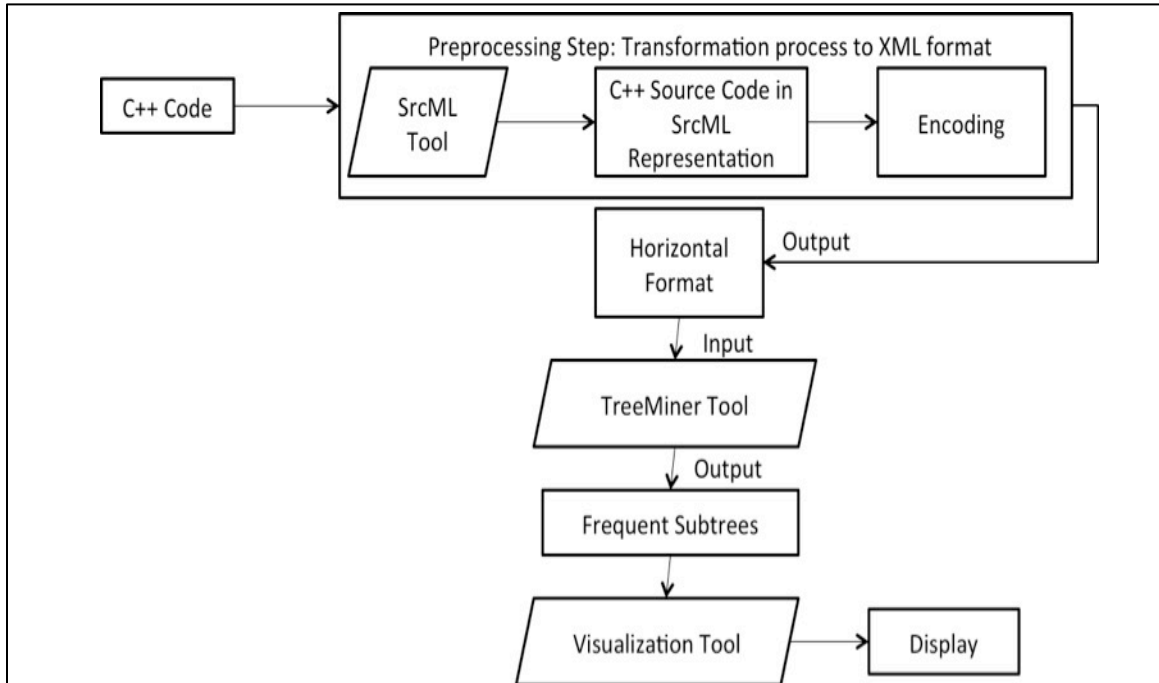 Preprocessing Step: Transformation process to XML format
C++ Code
SrcML
Tool
C++ Source Code in
SrcML
Representation
Encoding
Horizontal
Format
Output
Input
TreeMiner Tool
Output
Frequent Subtrees
Visualization Tool
Display